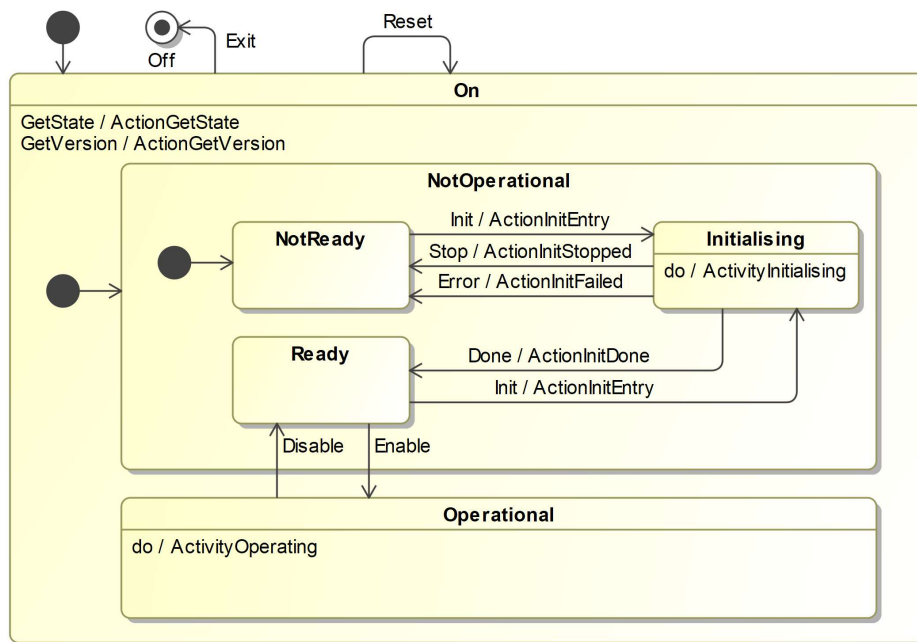 Reset
Exit
Off
On
GetState / ActionGetState
GetVersion / ActionGetVersion
NotOperational
Init / ActionInitEntry
NotReady
Initialising
Stop / ActionInitStopped
do / ActivityInitialising
Error / ActionInitFailed
Ready
Done / ActionInitDone
Init / ActionInitEntry
Disable
Enable
Operational
do / ActivityOperating